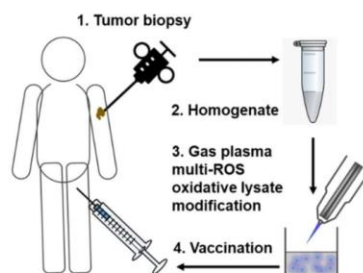 1. Tumor biopsy
2. Homogenate
3. Gas plasma
multi-ROS
oxidative lysate
modification
4. Vaccination